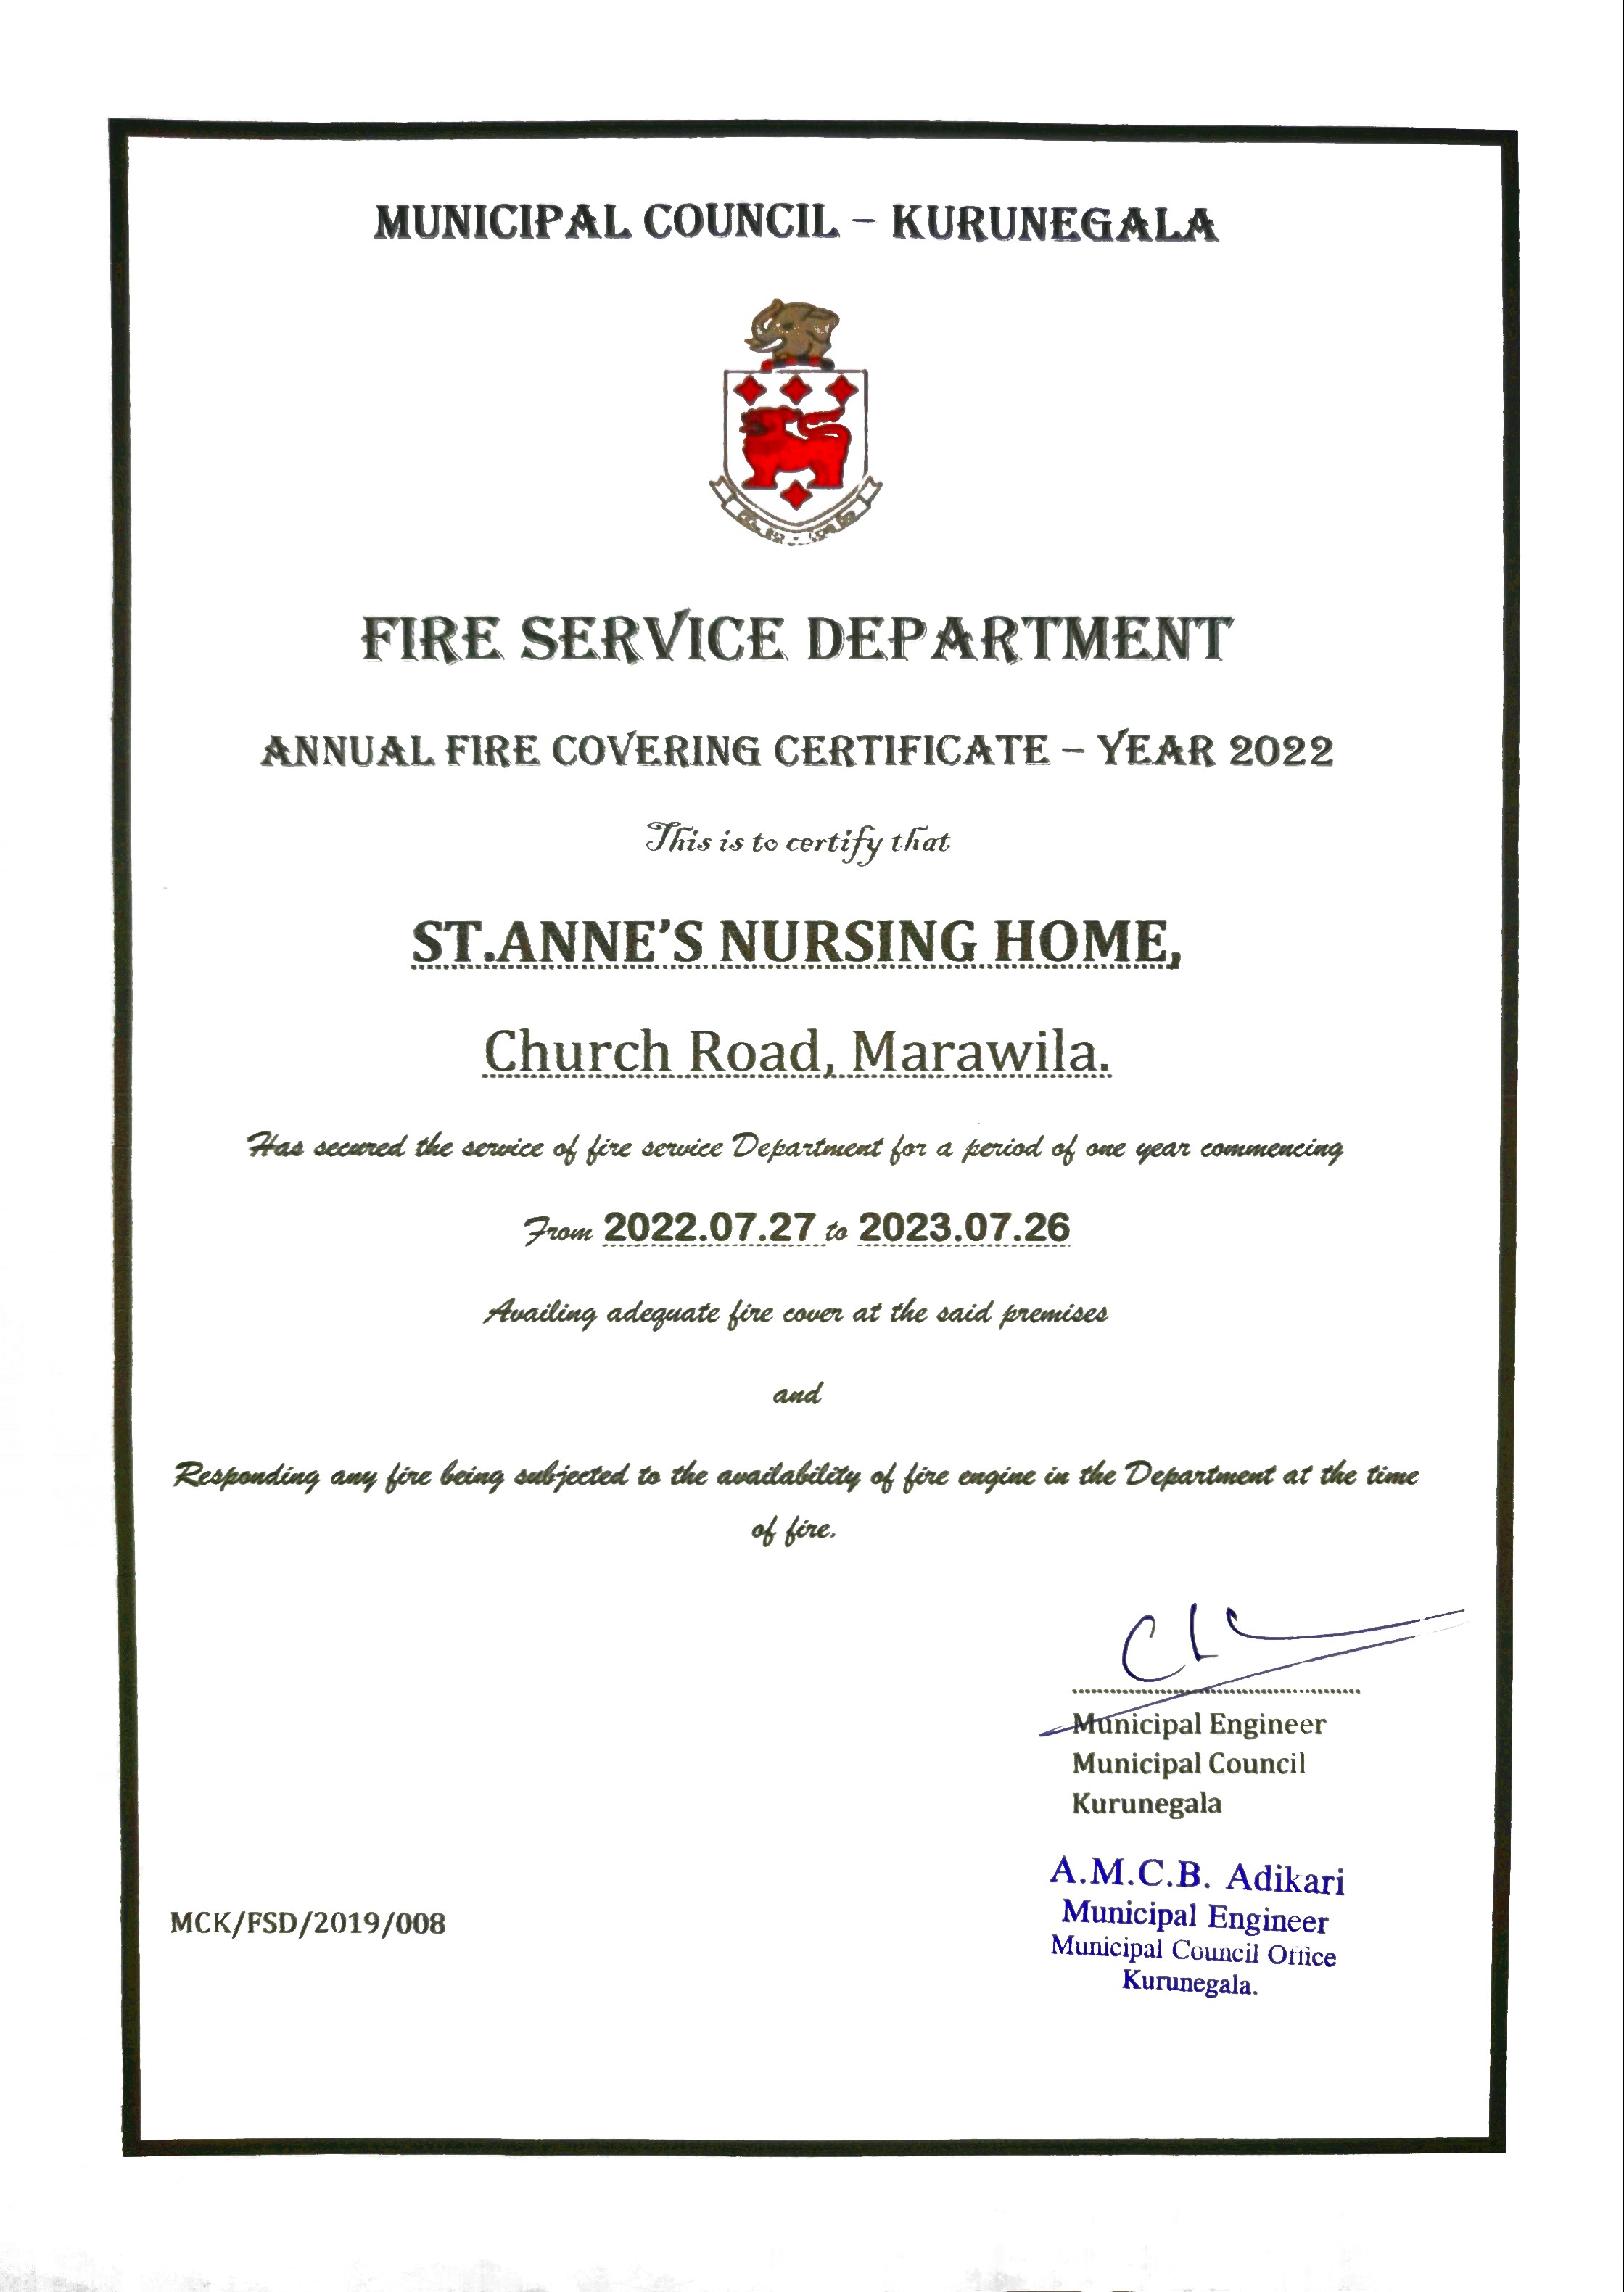 MUNICIPAL COUNCIL – KURUNEGALA
FIRE SERVICE DEPARTMENT
ANNUAL FIRE COVERING CERTIFICATE – YEAR 2022
This is to certify that
ST.ANNE’S NURSING HOME,
Church Road, Marawila.
Has secured the service of fire service Department for a period of one year commencing
From 2022.07.27 to 2023.07.26
Availing adequate fire cover at the said premises
and
Responding any fire being subjected to the availability of fire engine in the Department at the time
of fire.
Municipal Engineer
Municipal Council
Kurunegala
A.M.C.B. Adikari
Municipal Engineer
Municipal Council Office
Kurunegala.
MCK/FSD/2019/008